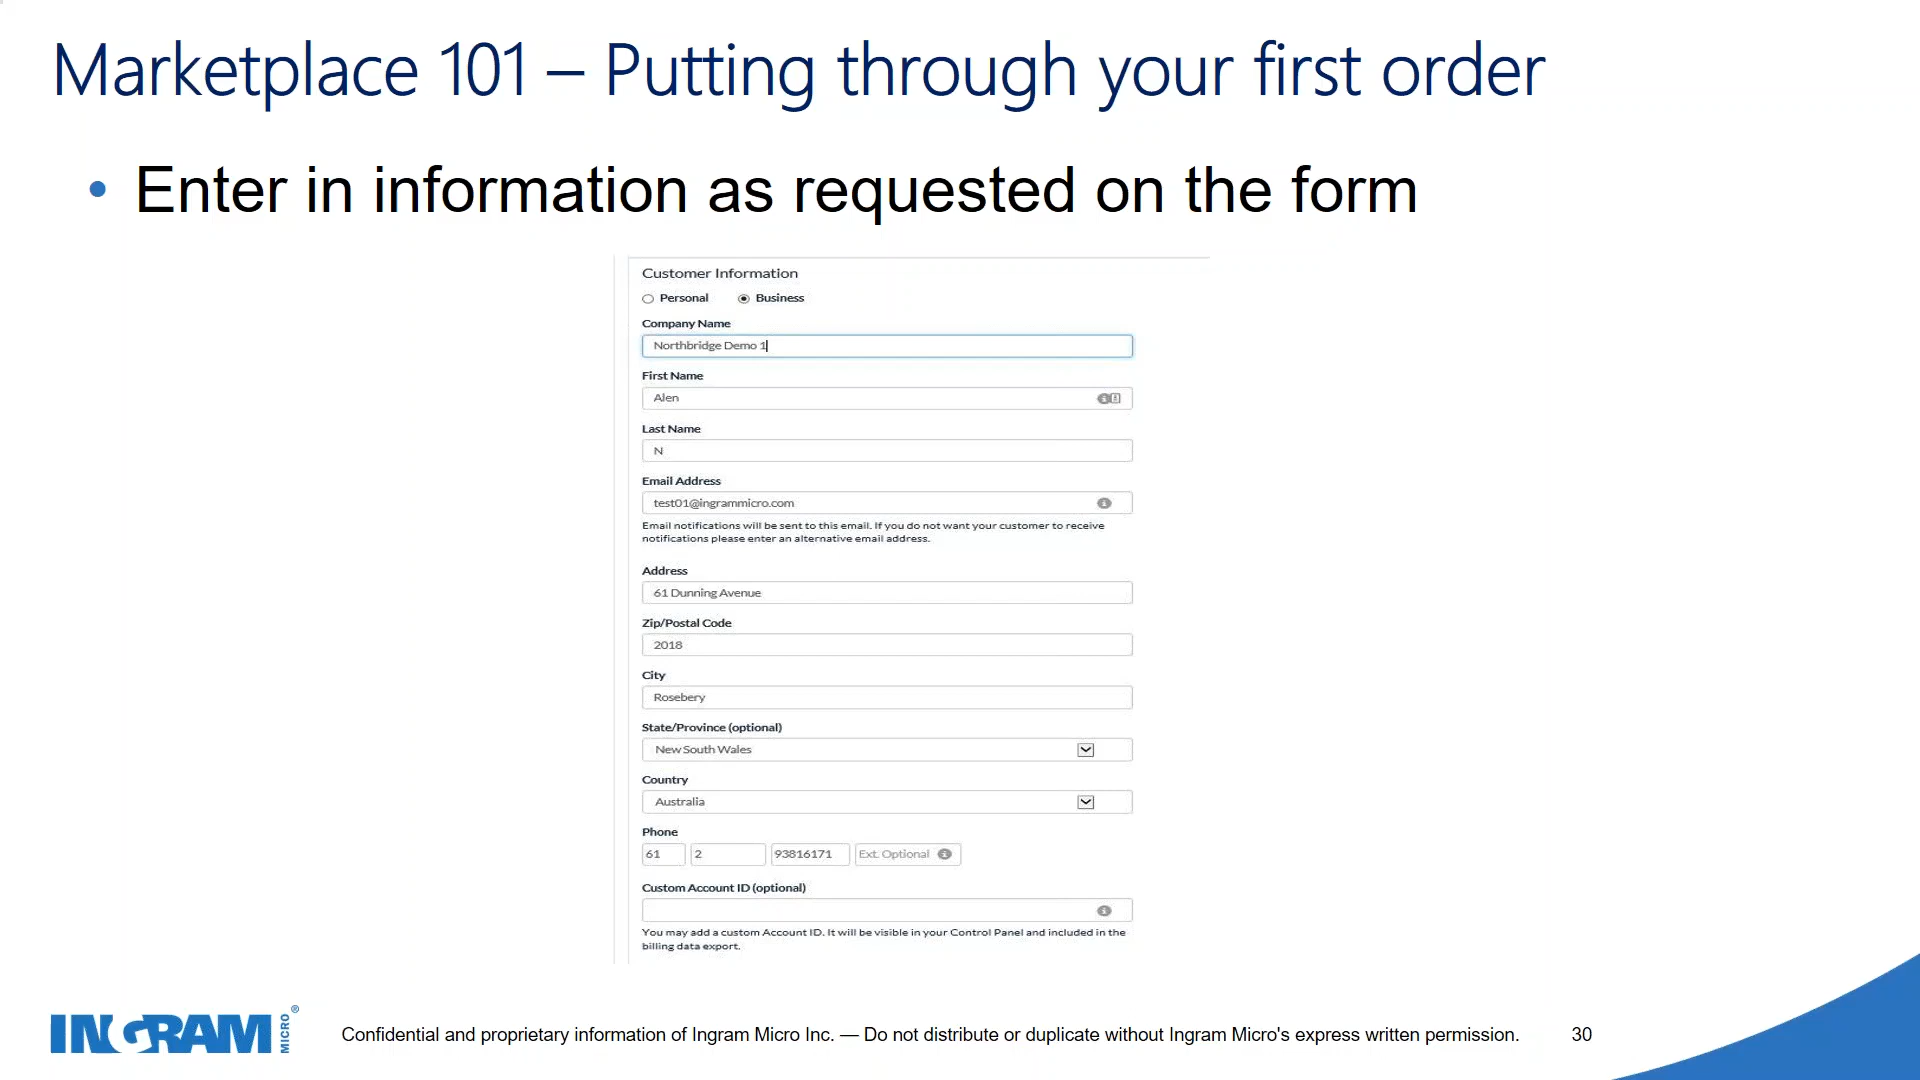 Marketplace 101 – Putting through your first order
• Enter in information as requested on the form
Customer Information
Personal Business
Company Name
Northbridge Demo 1
First Name
Alen
Last Name
N
Email Address
test01@ingrammicro.com
Email notifications will be sent to this email. If you do not want your customer to receive
notifications please enter an alternative email address.
Address
61 Dunning Avenue
Zip/Postal Code
2018
City
Rosebery
State/Province (optional)
New South Wales
Country
Australia
Phone
61 2 93816171 Ext. Optional
Custom Account ID (optional)
You may add a custom Account ID. It will be visible in your Control Panel and included in the
billing data export.
INGRAM MICRO ®
Confidential and proprietary information of Ingram Micro Inc. — Do not distribute or duplicate without Ingram Micro's express written permission.
30